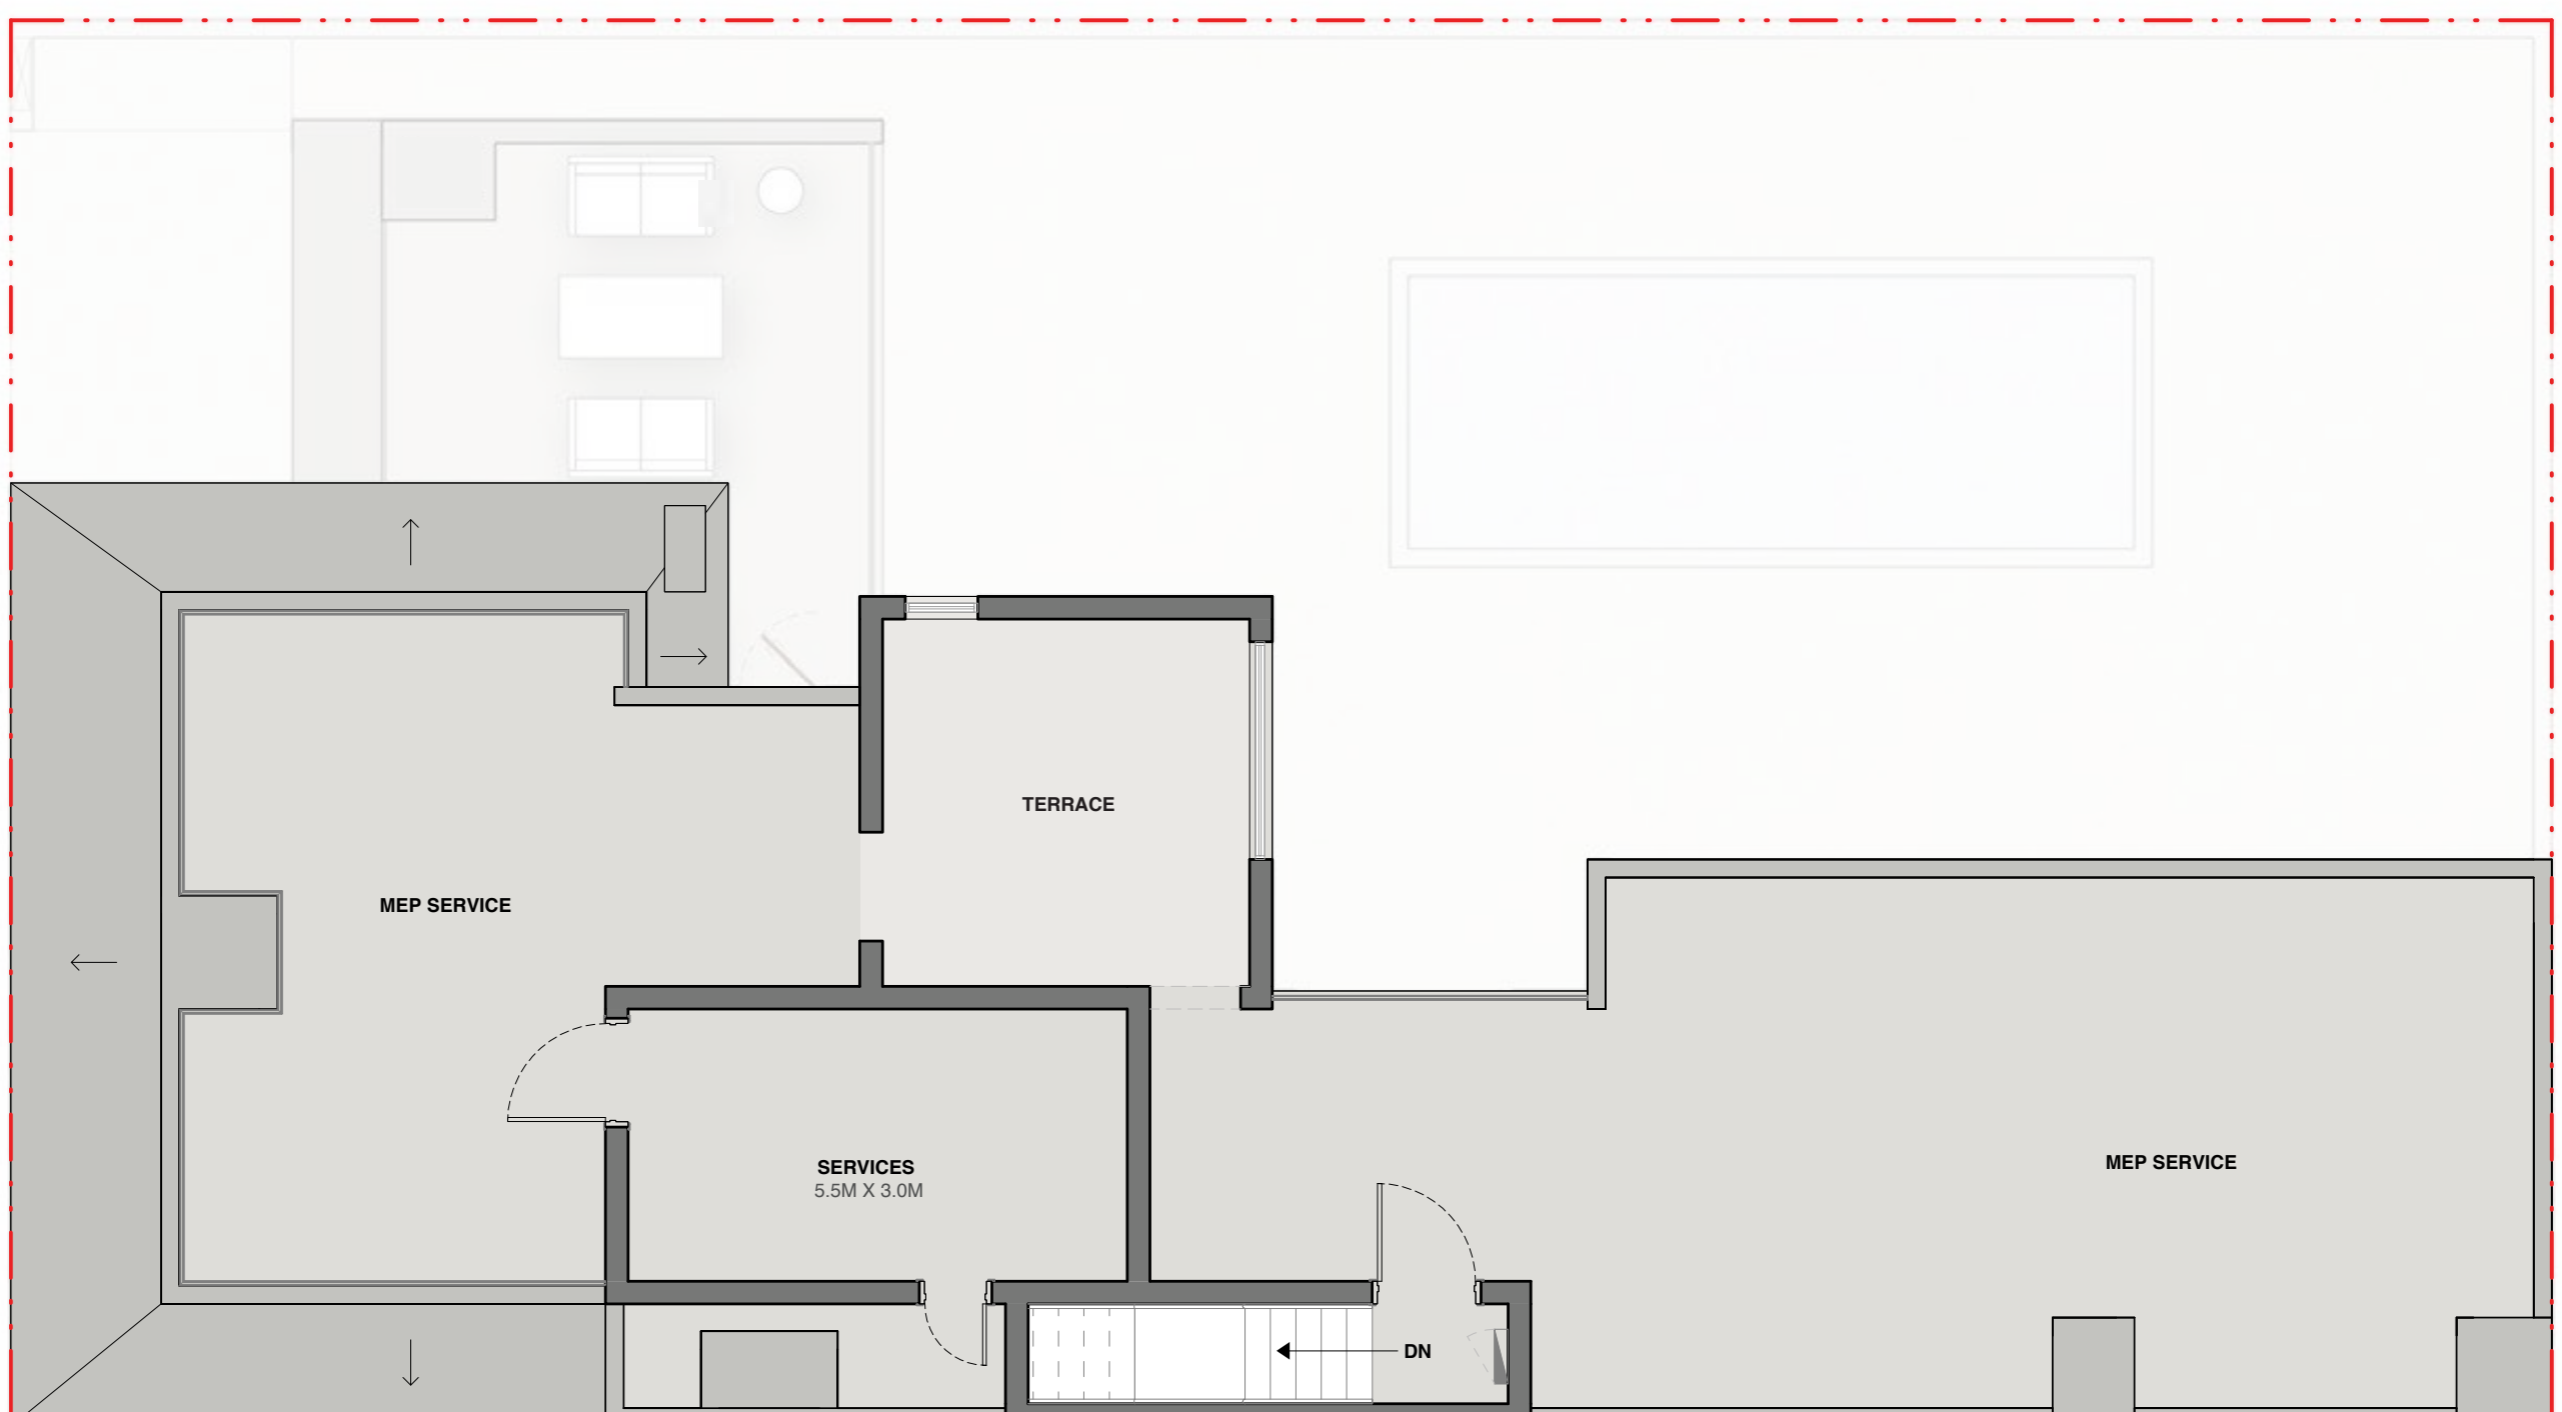 TERRACE
MEP SERVICE
MEP SERVICE
SERVICES
5.5M X 3.0M
DN